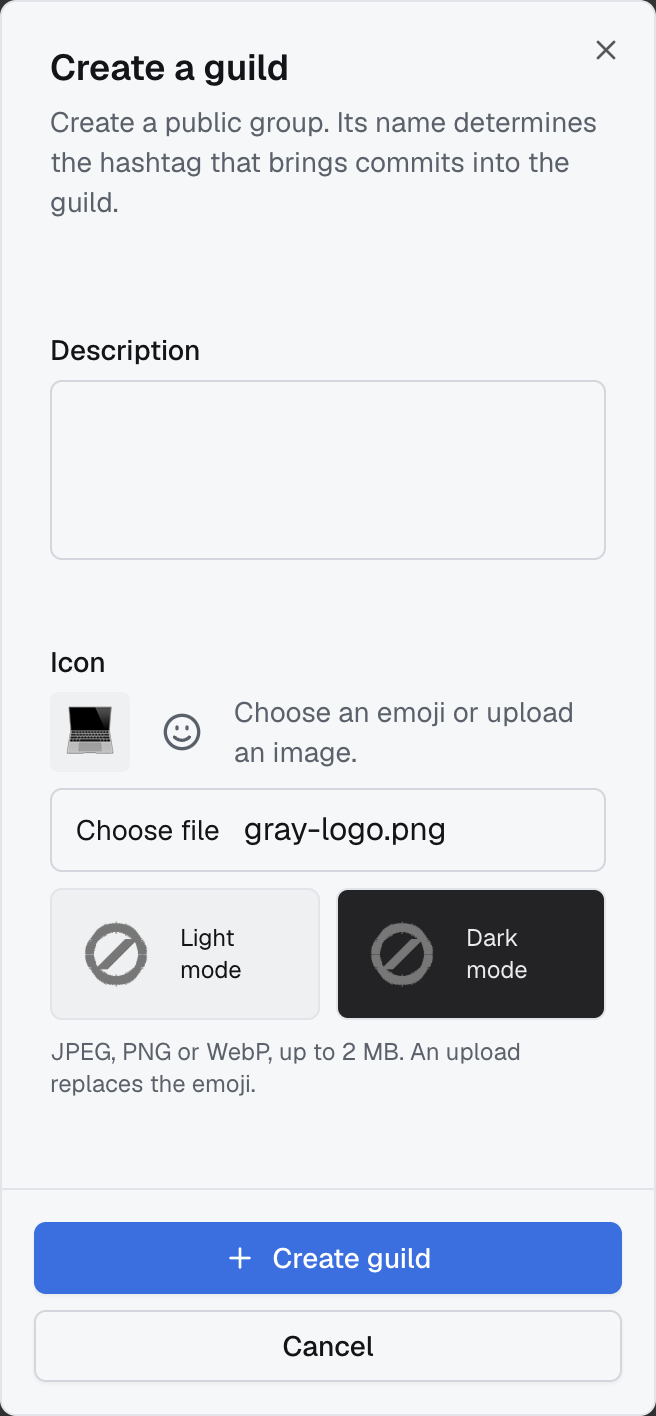 Create a guild
Create a public group. Its name determines
the hashtag that brings commits into the
guild.
Description
Icon
Choose an emoji or upload
an image.
Choose file gray-logo.png
Light
mode
Dark
mode
JPEG, PNG or WebP, up to 2 MB. An upload
replaces the emoji.
Create guild
Cancel